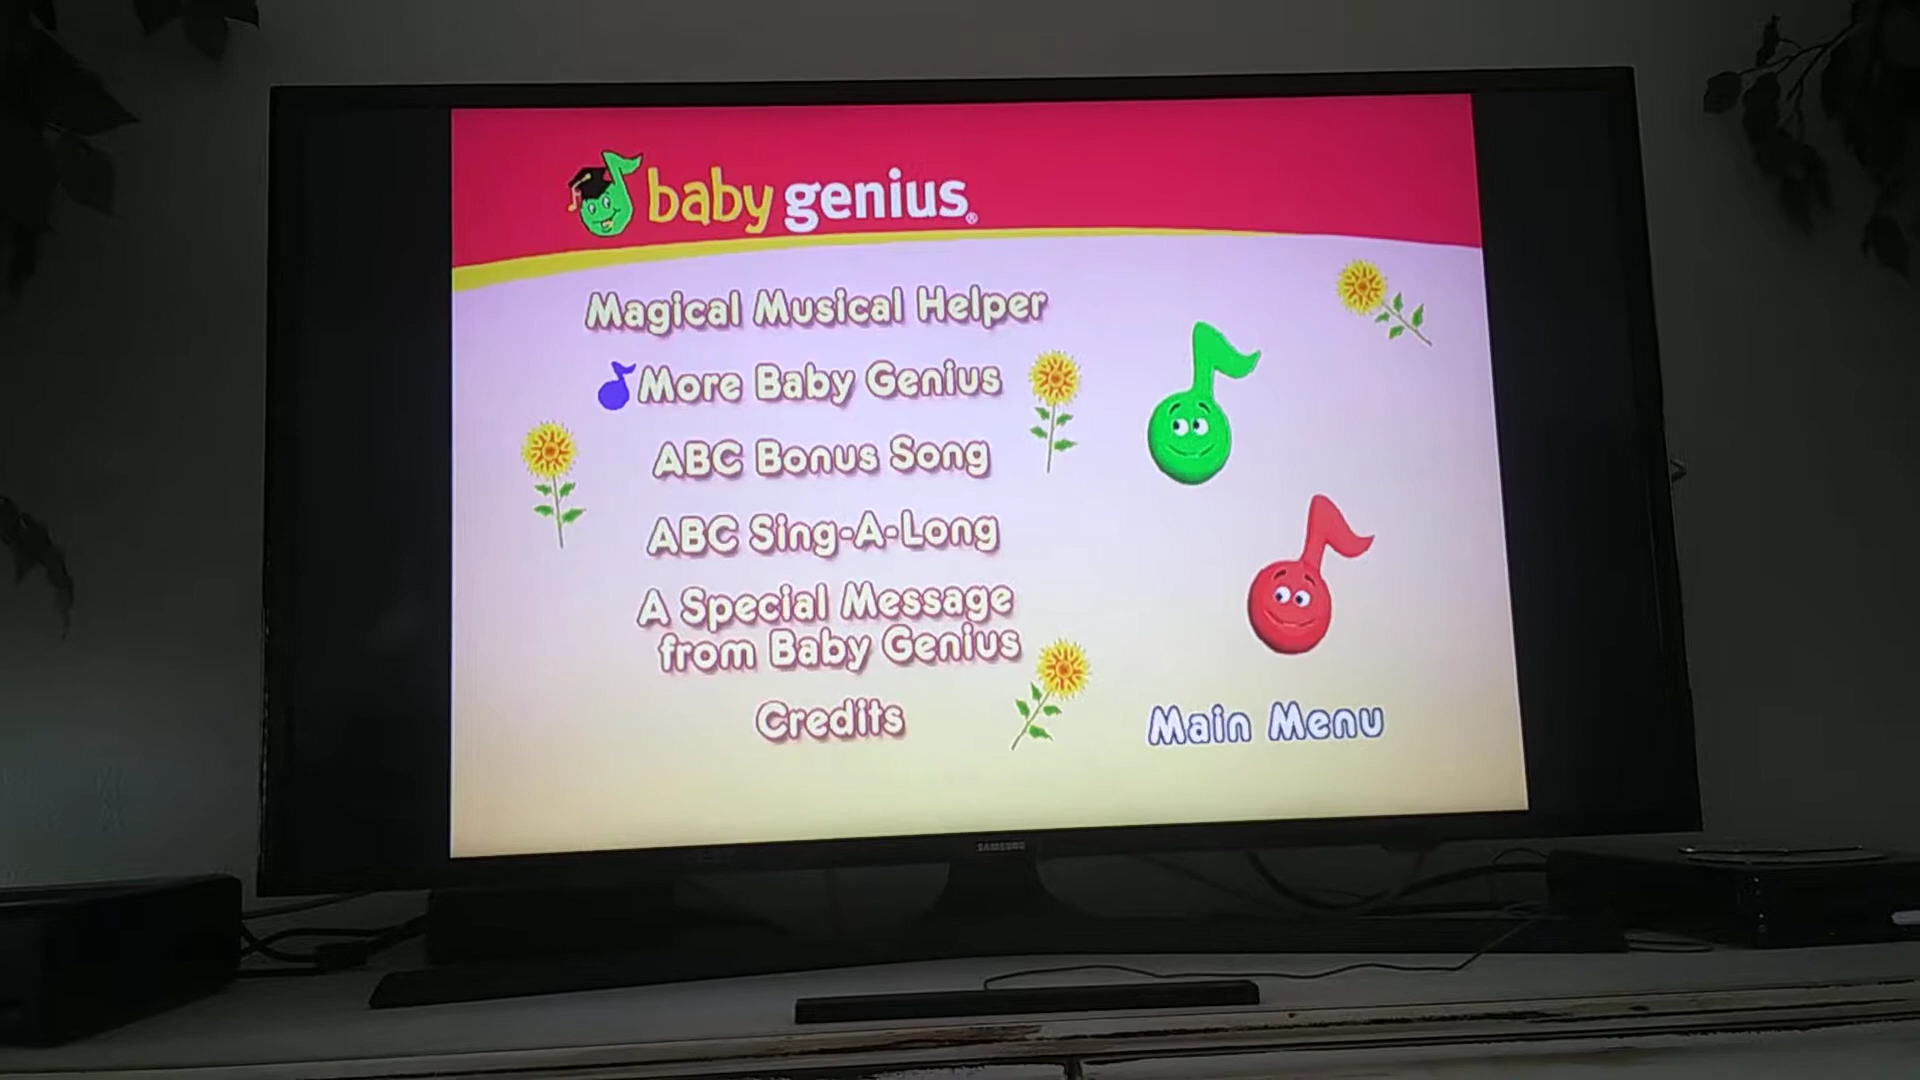 baby genius®
Magical Musical Helper
More Baby Genius
ABC Bonus Song
ABC Sing-A-Long
A Special Message
from Baby Genius
Credits
Main Menu
SAMSUNG